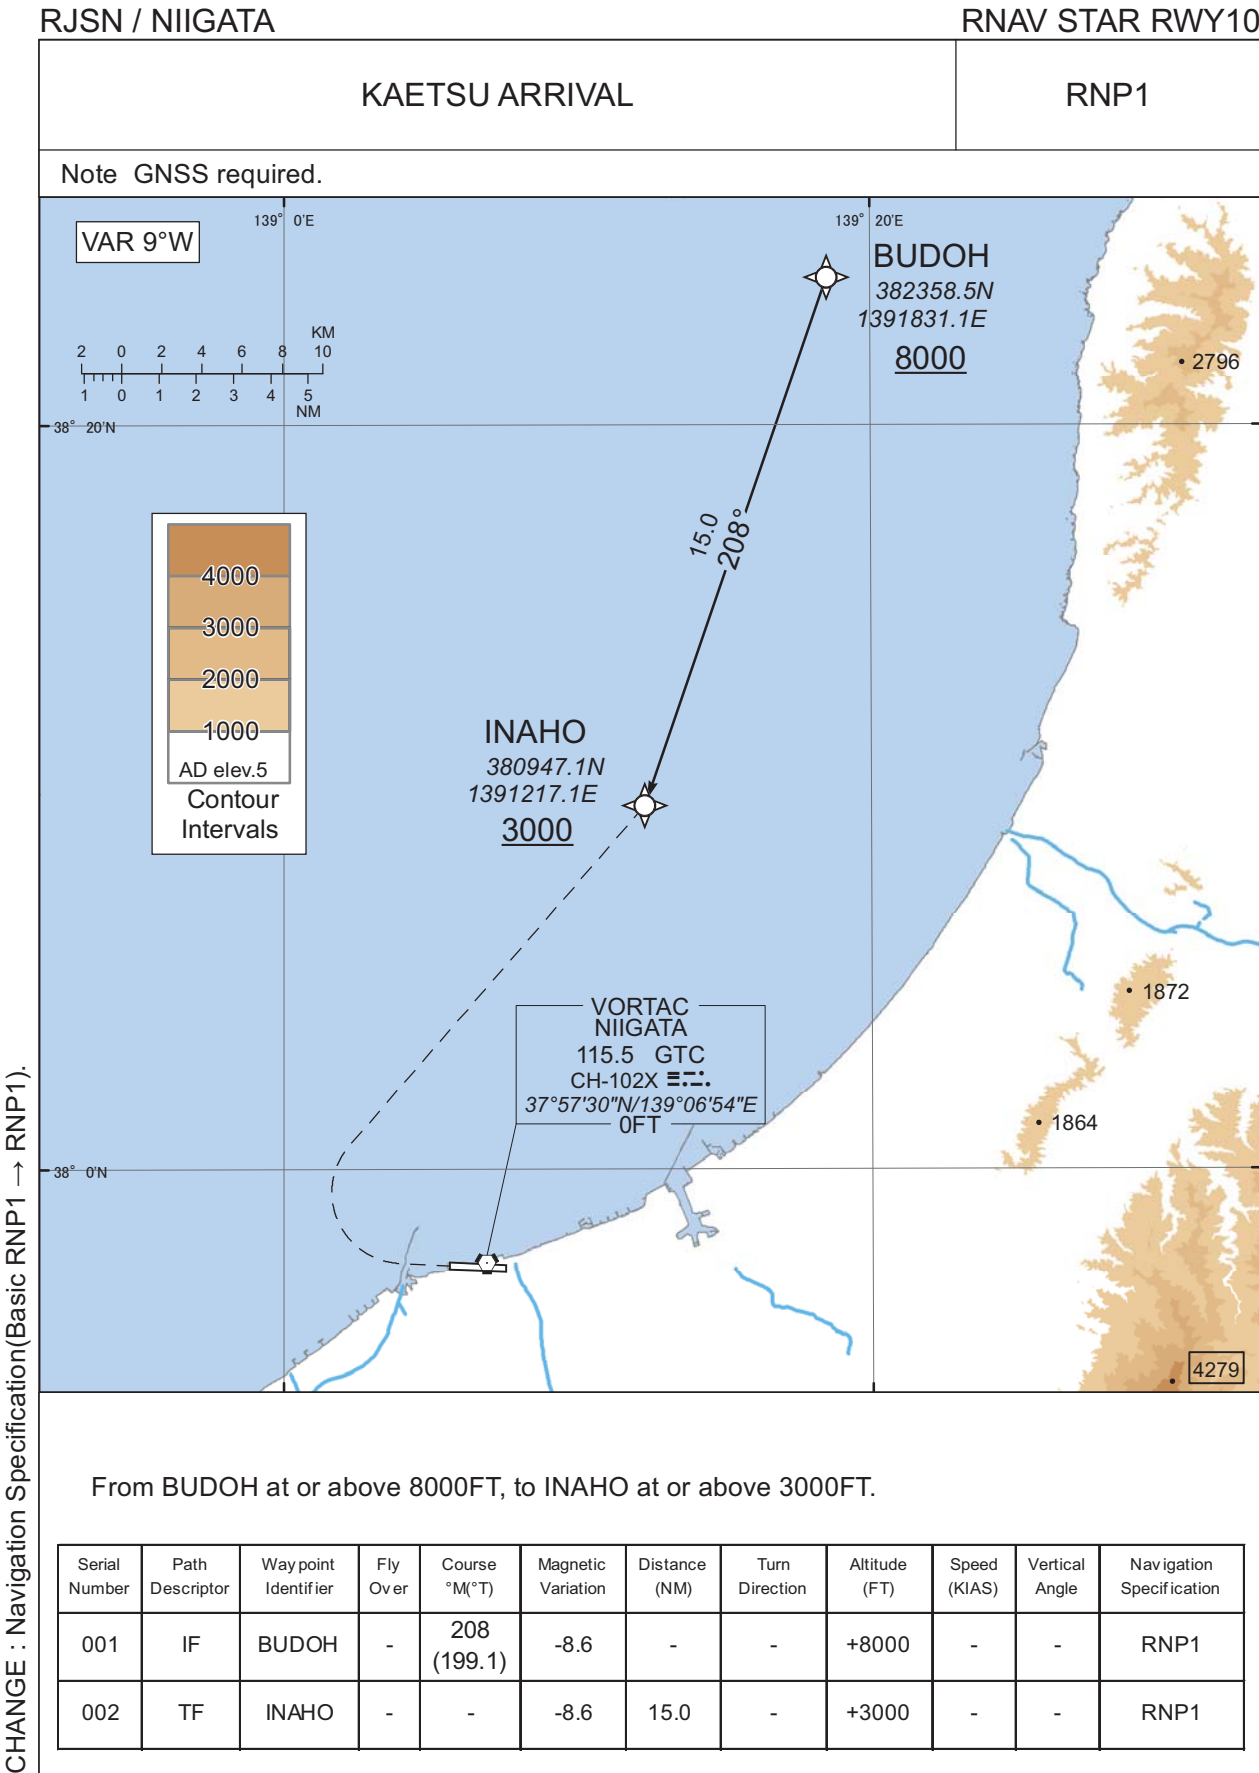 RJSN / NIIGATA
RNAV STAR RWY10
KAETSU ARRIVAL
RNP1
Note GNSS required.
139° 0'E
139° 20'E
VAR 9°W
BUDOH
382358.5N
1391831.1E
8000
KM
2 0 2 4 6 8 10
1 0 1 2 3 4 5
NM
2796
38° 20'N
15.0
208°
4000
3000
2000
1000
AD elev.5
Contour
Intervals
INAHO
380947.1N
1391217.1E
3000
VORTAC
NIIGATA
115.5 GTC
CH-102X
37°57'30"N/139°06'54"E
0FT
1872
1864
38° 0'N
4279
CHANGE : Navigation Specification(Basic RNP1 → RNP1).
From BUDOH at or above 8000FT, to INAHO at or above 3000FT.
Serial Number Path Descriptor Waypoint Identifier Fly Over Course °M(°T) Magnetic Variation Distance (NM) Turn Direction Altitude (FT) Speed (KIAS) Vertical Angle Navigation Specification
001 IF BUDOH - 208 (199.1) -8.6 - - +8000 - - RNP1
002 TF INAHO - - -8.6 15.0 - +3000 - - RNP1